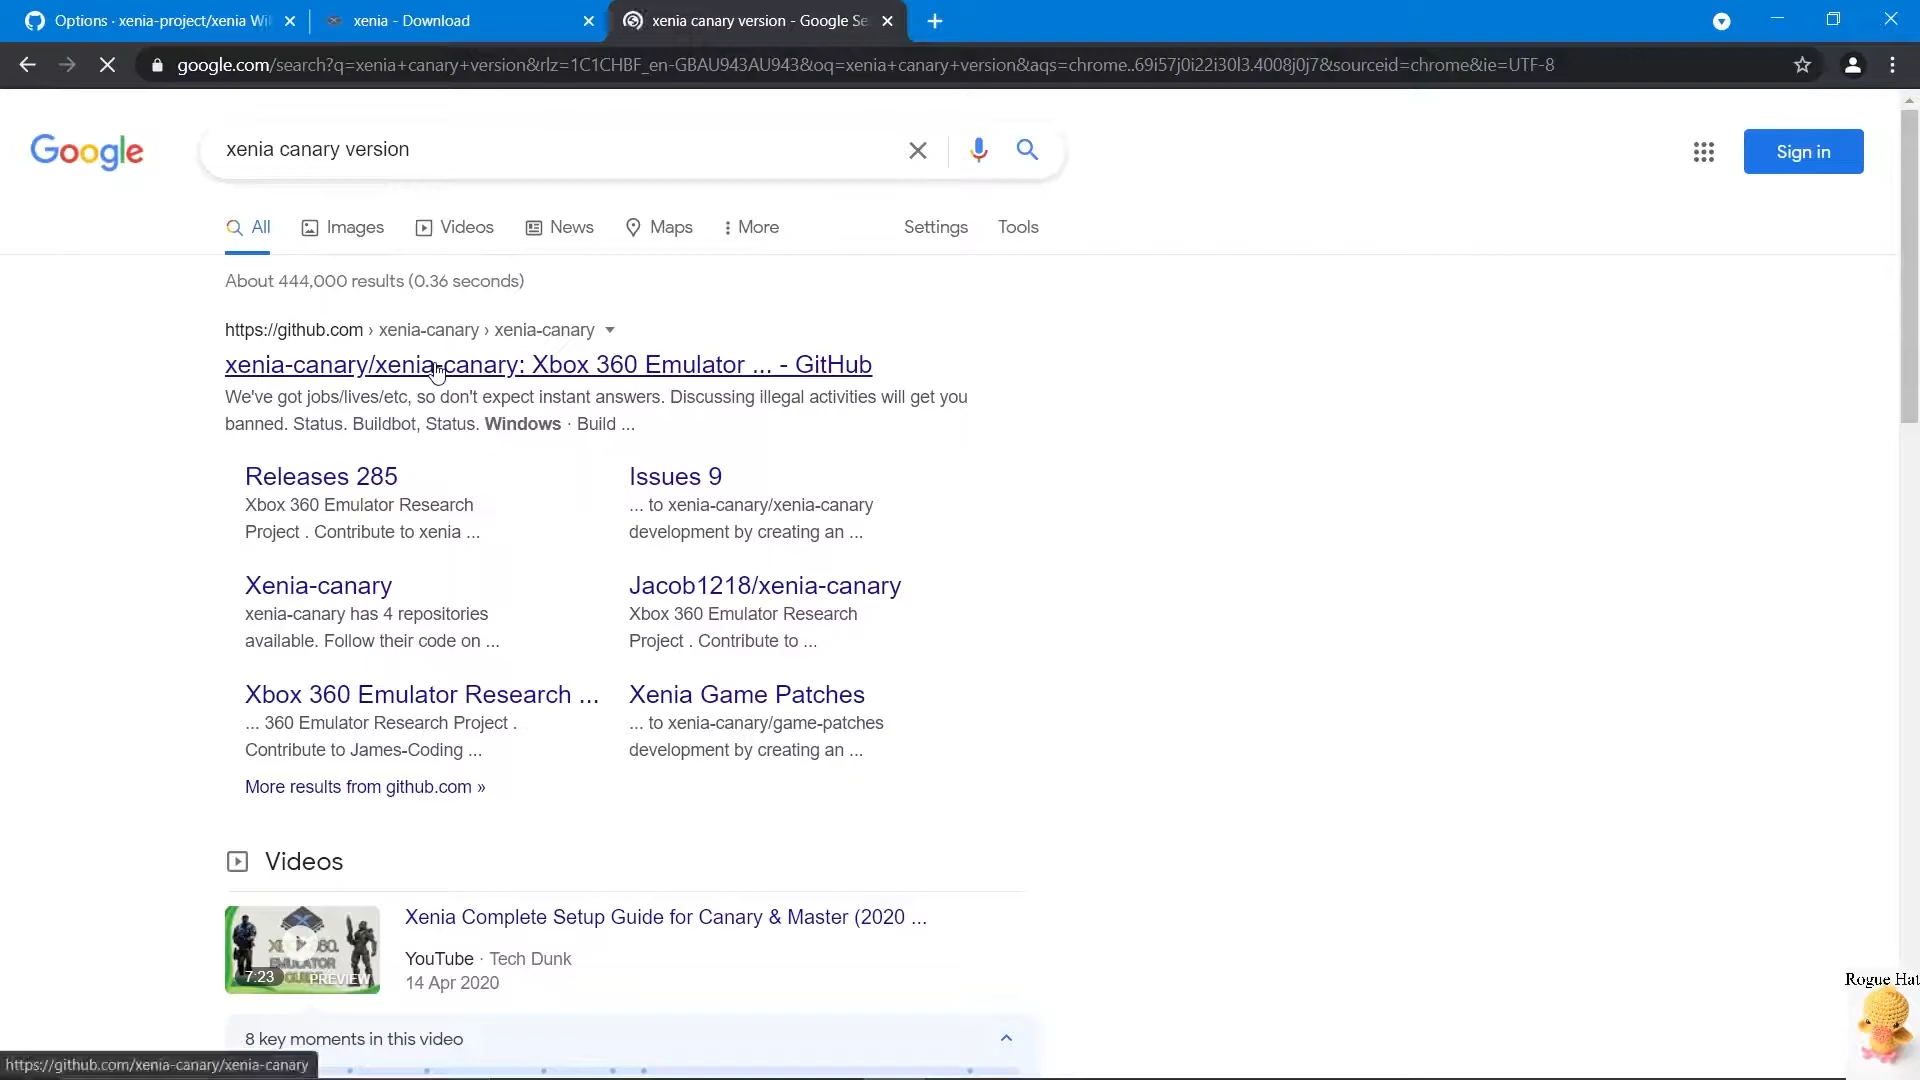 Options · xenia-project/xenia Wi
xenia - Download
xenia canary version - Google Se
google.com/search?q=xenia+canary+version&rlz=1C1CHBF_en-GBAU943AU943&oq=xenia+canary+version&aqs=chrome..69i57j0i22i30l3.4008j0j7&sourceid=chrome&ie=UTF-8
Google
xenia canary version
Sign in
All Images Videos News Maps More Settings Tools
About 444,000 results (0.36 seconds)
https://github.com › xenia-canary › xenia-canary
xenia-canary/xenia-canary: Xbox 360 Emulator ... - GitHub
We've got jobs/lives/etc, so don't expect instant answers. Discussing illegal activities will get you
banned. Status. Buildbot, Status. Windows · Build ...
Releases 285
Xbox 360 Emulator Research
Project . Contribute to xenia ...
Issues 9
... to xenia-canary/xenia-canary
development by creating an ...
Xenia-canary
xenia-canary has 4 repositories
available. Follow their code on ...
Jacob1218/xenia-canary
Xbox 360 Emulator Research
Project . Contribute to ...
Xbox 360 Emulator Research ...
... 360 Emulator Research Project .
Contribute to James-Coding ...
Xenia Game Patches
... to xenia-canary/game-patches
development by creating an ...
More results from github.com »
Videos
XBOX 360
EMULATOR
GUIDE
7:23
PREVIEW
Xenia Complete Setup Guide for Canary & Master (2020 ...
YouTube · Tech Dunk
14 Apr 2020
8 key moments in this video
https://github.com/xenia-canary/xenia-canary
Rogue Hat